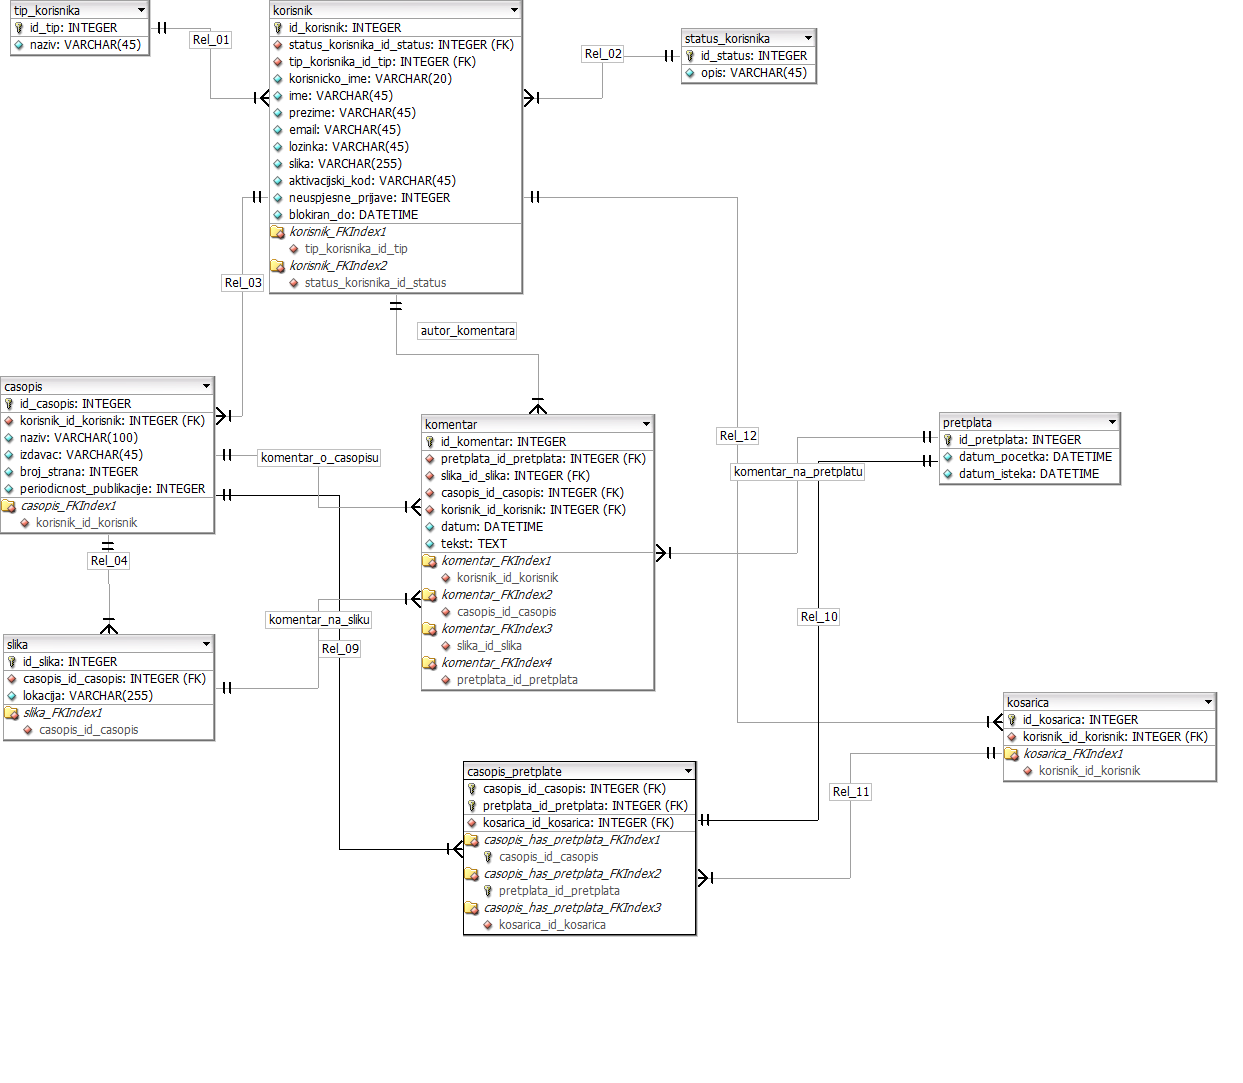 tip_korisnika
id_tip: INTEGER
naziv: VARCHAR(45)
Rel_01
korisnik
id_korisnik: INTEGER
status_korisnika_id_status: INTEGER (FK)
tip_korisnika_id_tip: INTEGER (FK)
korisnicko_ime: VARCHAR(20)
ime: VARCHAR(45)
prezime: VARCHAR(45)
email: VARCHAR(45)
lozinka: VARCHAR(45)
slika: VARCHAR(255)
aktivacijski_kod: VARCHAR(45)
neuspjesne_prijave: INTEGER
blokiran_do: DATETIME
korisnik_FKIndex1
tip_korisnika_id_tip
korisnik_FKIndex2
status_korisnika_id_status
Rel_02
status_korisnika
id_status: INTEGER
opis: VARCHAR(45)
Rel_03
autor_komentara
casopis
id_casopis: INTEGER
korisnik_id_korisnik: INTEGER (FK)
naziv: VARCHAR(100)
izdavac: VARCHAR(45)
broj_strana: INTEGER
periodicnost_publikacije: INTEGER
casopis_FKIndex1
korisnik_id_korisnik
komentar_o_casopisu
komentar
id_komentar: INTEGER
pretplata_id_pretplata: INTEGER (FK)
slika_id_slika: INTEGER (FK)
casopis_id_casopis: INTEGER (FK)
korisnik_id_korisnik: INTEGER (FK)
datum: DATETIME
tekst: TEXT
komentar_FKIndex1
korisnik_id_korisnik
komentar_FKIndex2
casopis_id_casopis
komentar_FKIndex3
slika_id_slika
komentar_FKIndex4
pretplata_id_pretplata
Rel_12
komentar_na_pretplatu
pretplata
id_pretplata: INTEGER
datum_pocetka: DATETIME
datum_isteka: DATETIME
Rel_04
slika
id_slika: INTEGER
casopis_id_casopis: INTEGER (FK)
lokacija: VARCHAR(255)
slika_FKIndex1
casopis_id_casopis
komentar_na_sliku
Rel_09
Rel_10
kosarica
id_kosarica: INTEGER
korisnik_id_korisnik: INTEGER (FK)
kosarica_FKIndex1
korisnik_id_korisnik
Rel_11
casopis_pretplate
casopis_id_casopis: INTEGER (FK)
pretplata_id_pretplata: INTEGER (FK)
kosarica_id_kosarica: INTEGER (FK)
casopis_has_pretplata_FKIndex1
casopis_id_casopis
casopis_has_pretplata_FKIndex2
pretplata_id_pretplata
casopis_has_pretplata_FKIndex3
kosarica_id_kosarica